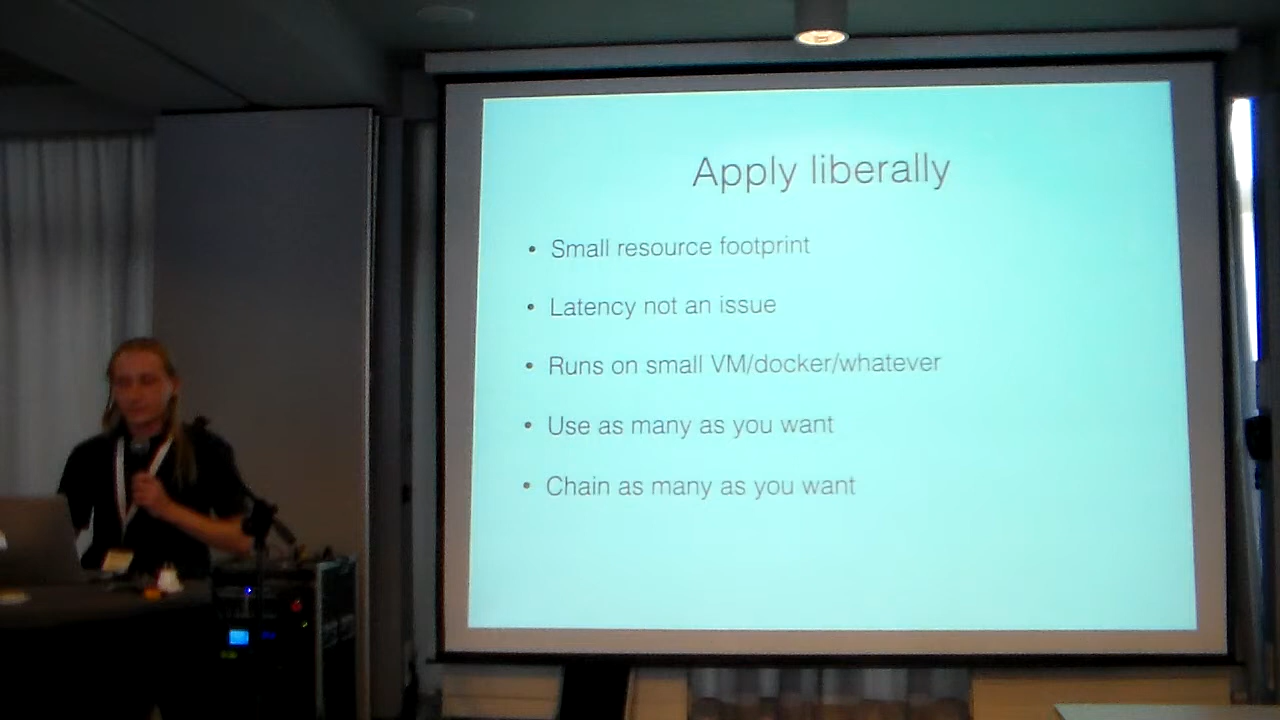 Apply liberally
• Small resource footprint
• Latency not an issue
• Runs on small VM/docker/whatever
• Use as many as you want
• Chain as many as you want